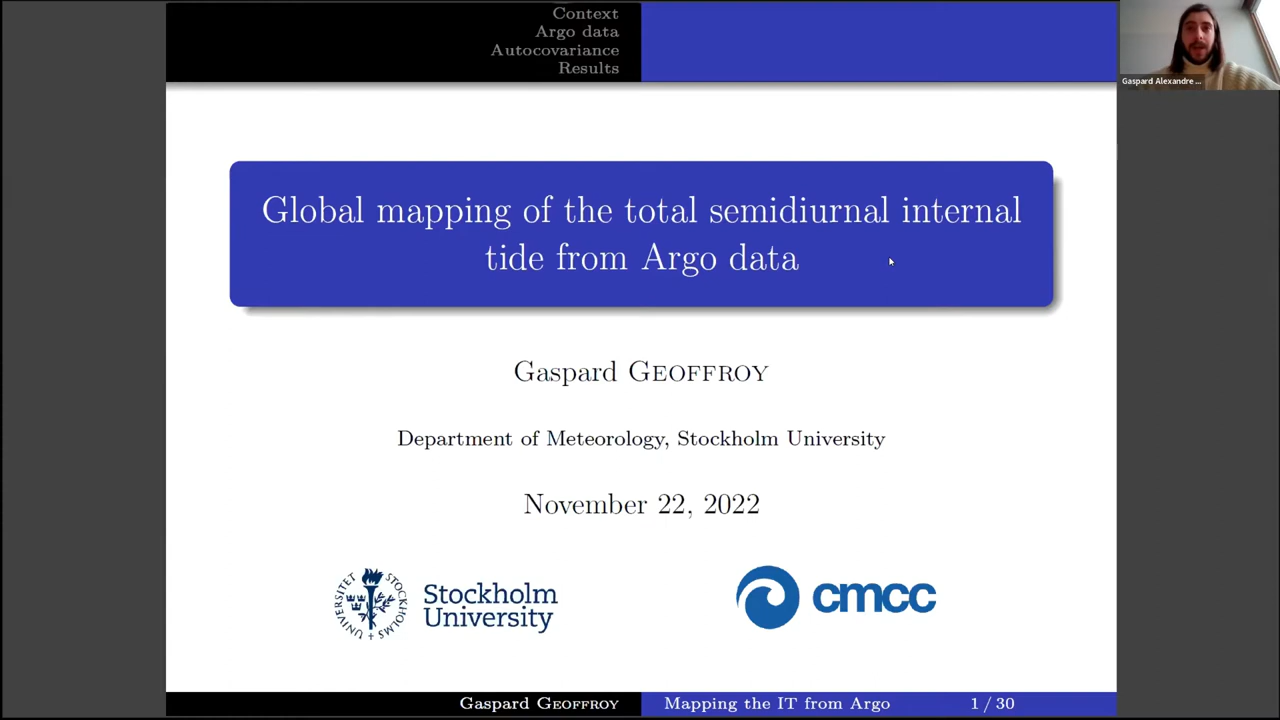 Context
Argo data
Autocovariance
Results
Gaspard Alexandre ...
Global mapping of the total semidiurnal internal
tide from Argo data
Gaspard GEOFFROY
Department of Meteorology, Stockholm University
November 22, 2022
STOCKHOLMS UNIVERSITET
Stockholm
University
cmcc
Gaspard GEOFFROY
Mapping the IT from Argo
1 / 30